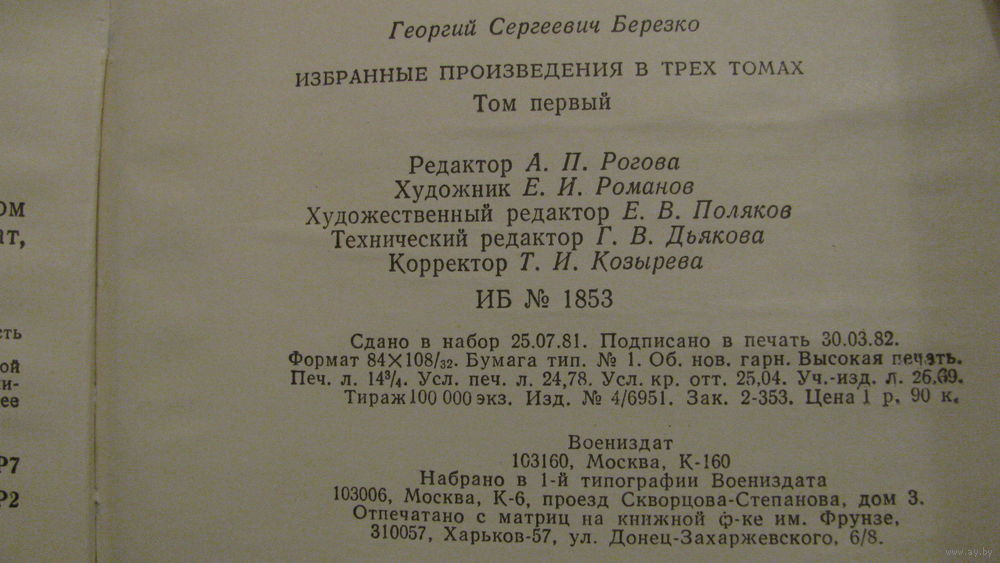 Георгий Сергеевич Березко
ИЗБРАННЫЕ ПРОИЗВЕДЕНИЯ В ТРЕХ ТОМАХ
Том первый
Редактор А. П. Рогова
Художник Е. И. Романов
Художественный редактор Е. В. Поляков
Технический редактор Г. В. Дьякова
Корректор Т. И. Козырева
ИБ № 1853
Сдано в набор 25.07.81. Подписано в печать 30.03.82.
Формат 84×108/32. Бумага тип. № 1. Об. нов. гарн. Высокая печать.
Печ. л. 14³/₄. Усл. печ. л. 24,78. Усл. кр. отт. 25,04. Уч.-изд. л. 26,69.
Тираж 100 000 экз. Изд. № 4/6951. Зак. 2-353. Цена 1 р. 90 к.
Воениздат
103160, Москва, К-160
Набрано в 1-й типографии Воениздата
103006, Москва, К-6, проезд Скворцова-Степанова, дом 3.
Отпечатано с матриц на книжной ф-ке им. Фрунзе,
310057, Харьков-57, ул. Донец-Захаржевского, 6/8.
www.ay.by